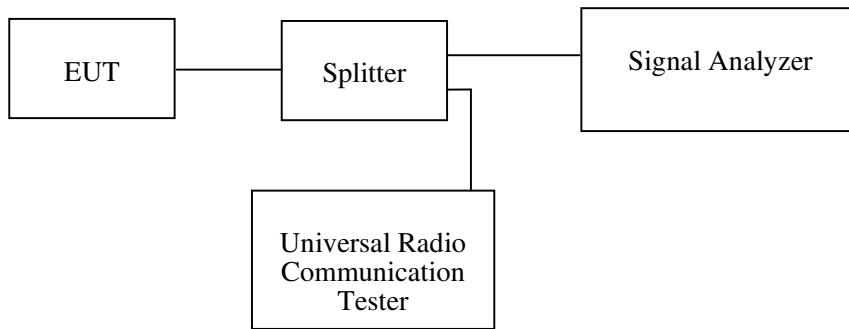 EUT
Splitter
Signal Analyzer
Universal Radio
Communication
Tester